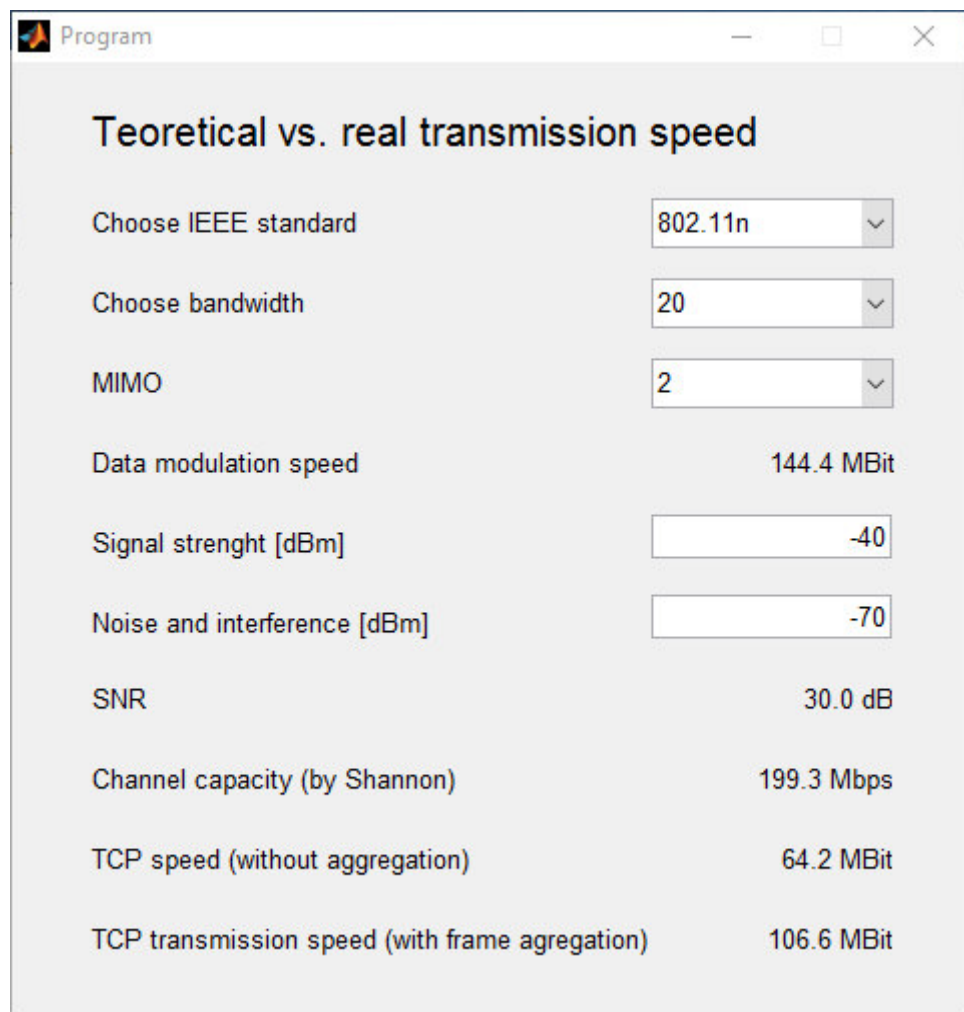 Program
Teoretical vs. real transmission speed
Choose IEEE standard 802.11n
Choose bandwidth 20
MIMO 2
Data modulation speed 144.4 MBit
Signal strenght [dBm] -40
Noise and interference [dBm] -70
SNR 30.0 dB
Channel capacity (by Shannon) 199.3 Mbps
TCP speed (without aggregation) 64.2 MBit
TCP transmission speed (with frame agregation) 106.6 MBit